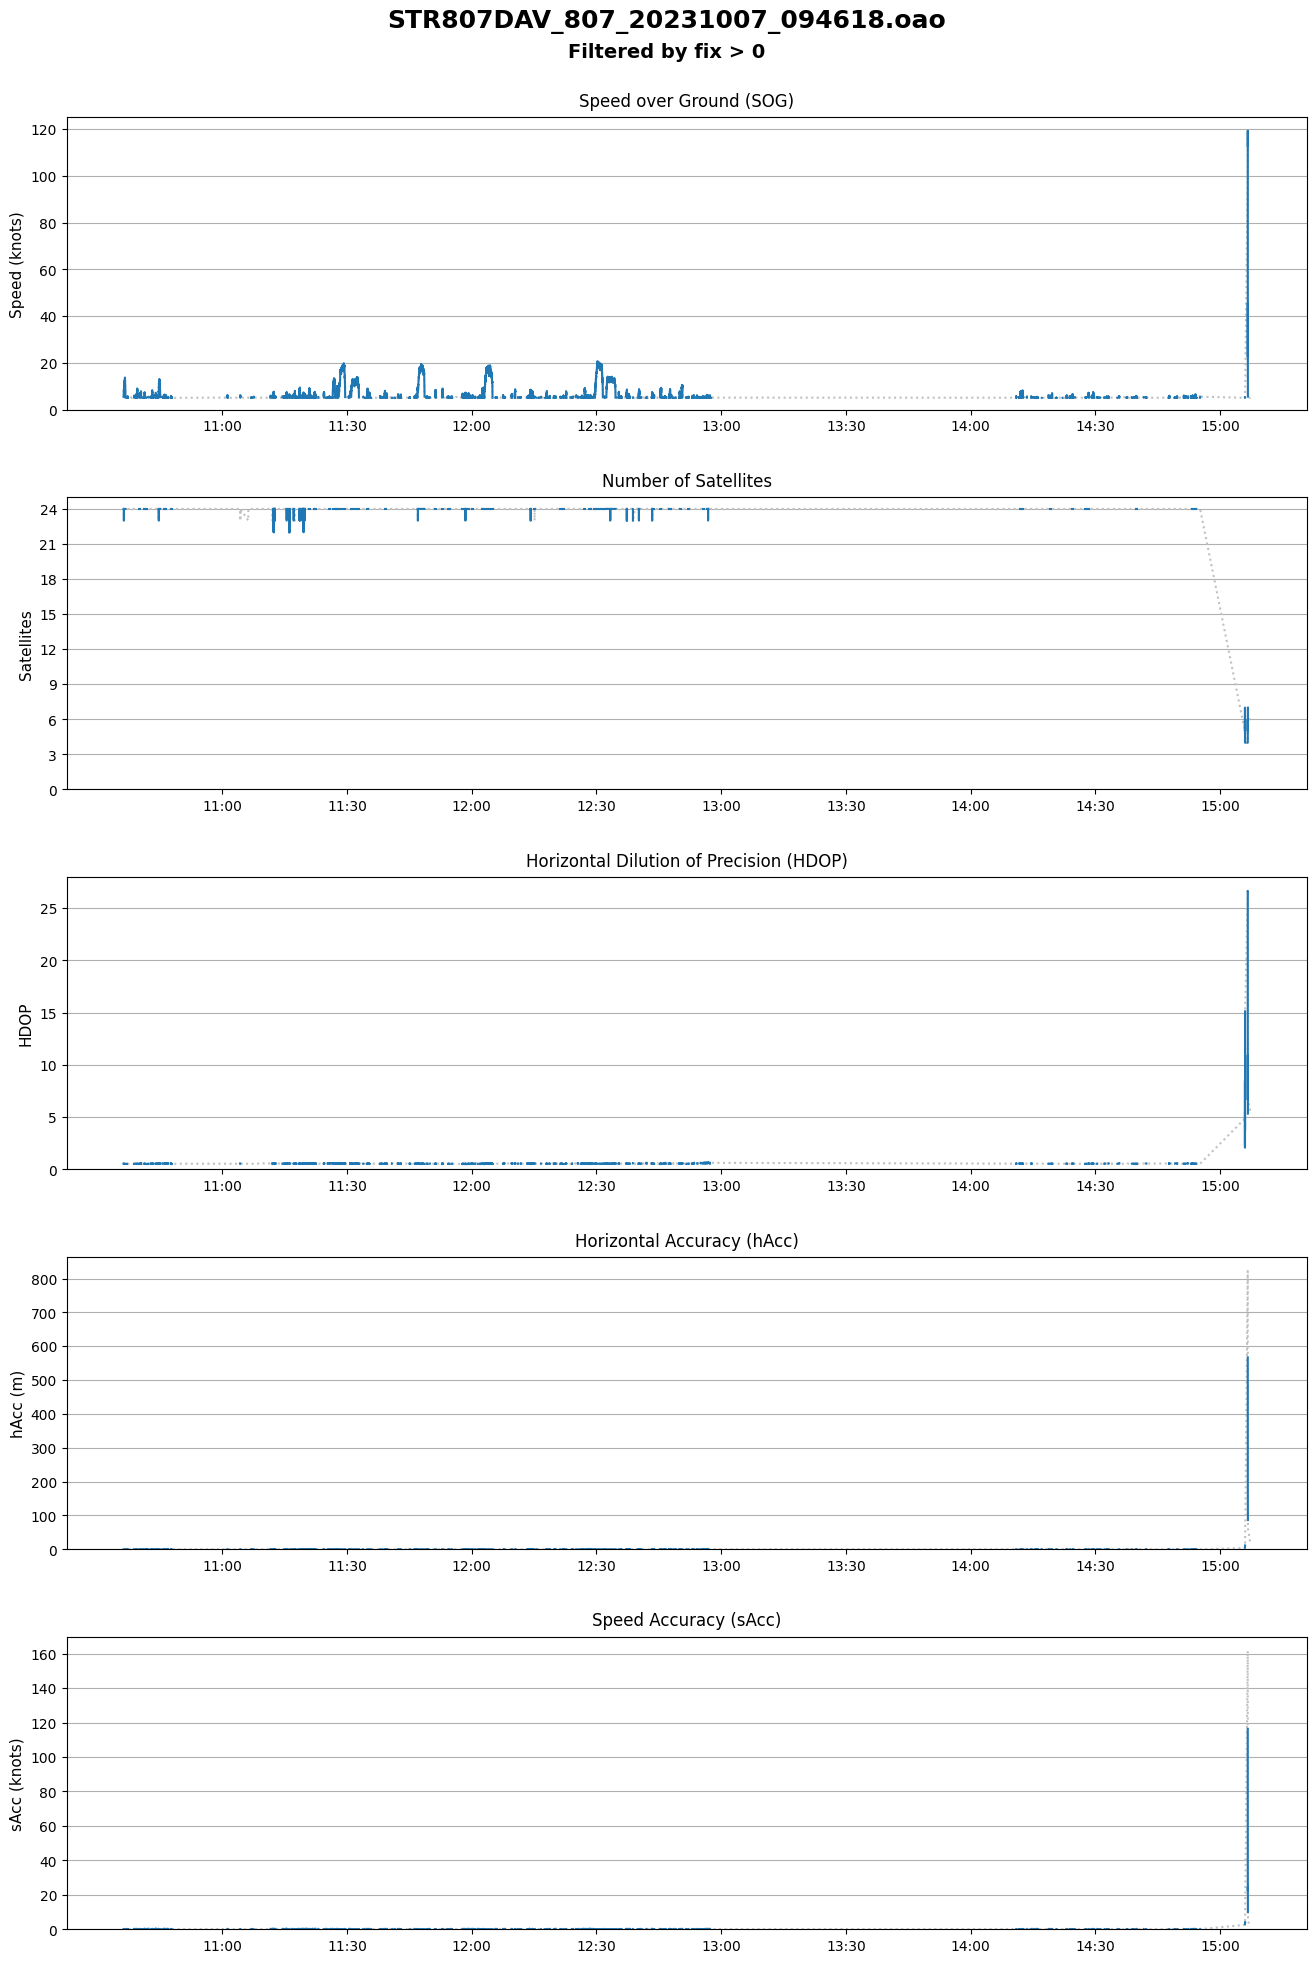 STR807DAV_807_20231007_094618.oao
Filtered by fix > 0
Speed over Ground (SOG)
120
100
80
60
40
20
0
Speed (knots)
11:00 11:30 12:00 12:30 13:00 13:30 14:00 14:30 15:00
Number of Satellites
24
21
18
15
12
9
6
3
0
Satellites
11:00 11:30 12:00 12:30 13:00 13:30 14:00 14:30 15:00
Horizontal Dilution of Precision (HDOP)
25
20
15
10
5
0
HDOP
11:00 11:30 12:00 12:30 13:00 13:30 14:00 14:30 15:00
Horizontal Accuracy (hAcc)
800
700
600
500
400
300
200
100
0
hAcc (m)
11:00 11:30 12:00 12:30 13:00 13:30 14:00 14:30 15:00
Speed Accuracy (sAcc)
160
140
120
100
80
60
40
20
0
sAcc (knots)
11:00 11:30 12:00 12:30 13:00 13:30 14:00 14:30 15:00